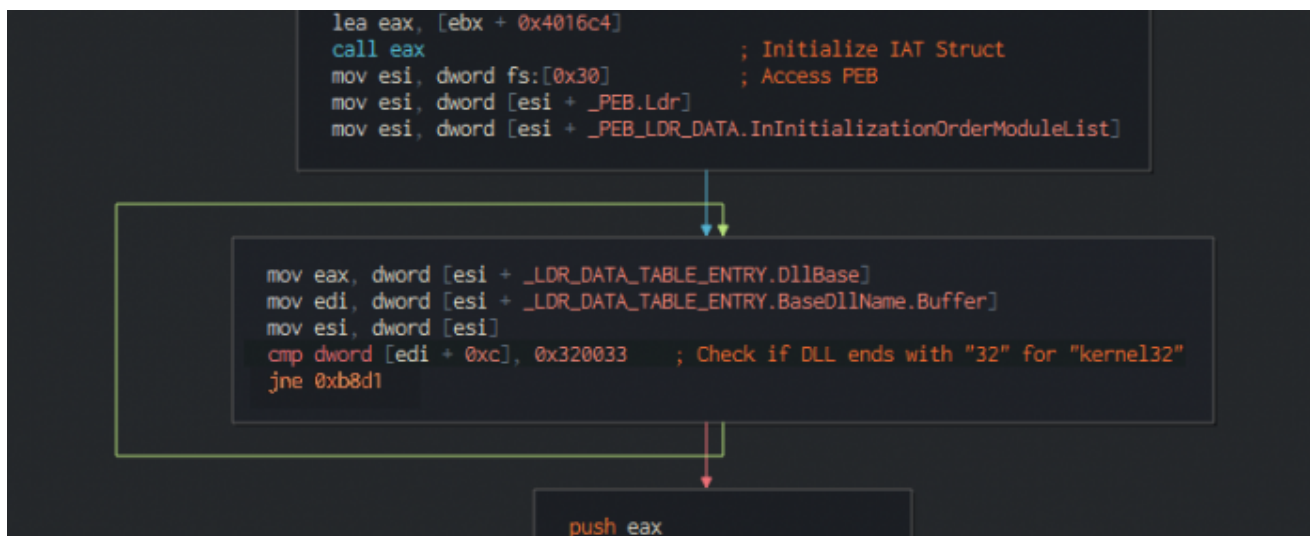 lea eax, [ebx + 0x4016c4]
call eax ; Initialize IAT Struct
mov esi, dword fs:[0x30] ; Access PEB
mov esi, dword [esi + _PEB.Ldr]
mov esi, dword [esi + _PEB_LDR_DATA.InInitializationOrderModuleList]
mov eax, dword [esi + _LDR_DATA_TABLE_ENTRY.DllBase]
mov edi, dword [esi + _LDR_DATA_TABLE_ENTRY.BaseDllName.Buffer]
mov esi, dword [esi]
cmp dword [edi + 0xc], 0x320033 ; Check if DLL ends with "32" for "kernel32"
jne 0xb8d1
push eax